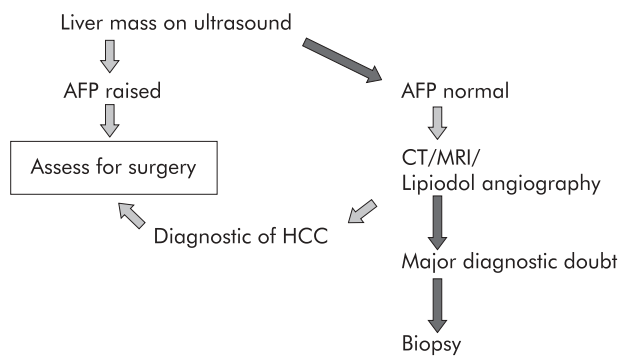 Liver mass on ultrasound
AFP raised
AFP normal
Assess for surgery
CT/MRI/
Lipiodol angiography
Diagnostic of HCC
Major diagnostic doubt
Biopsy